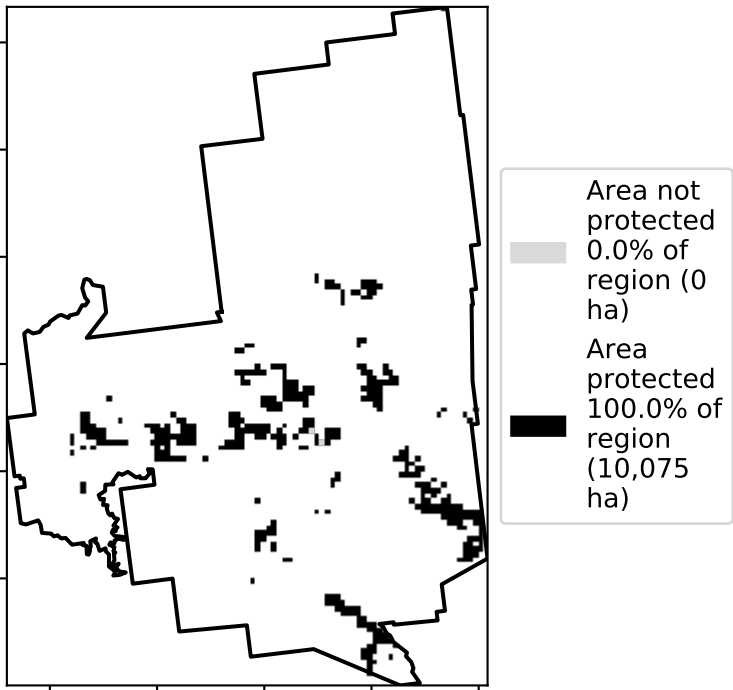 Area not
protected
0.0% of
region (0
ha)
Area
protected
100.0% of
region
(10,075
ha)